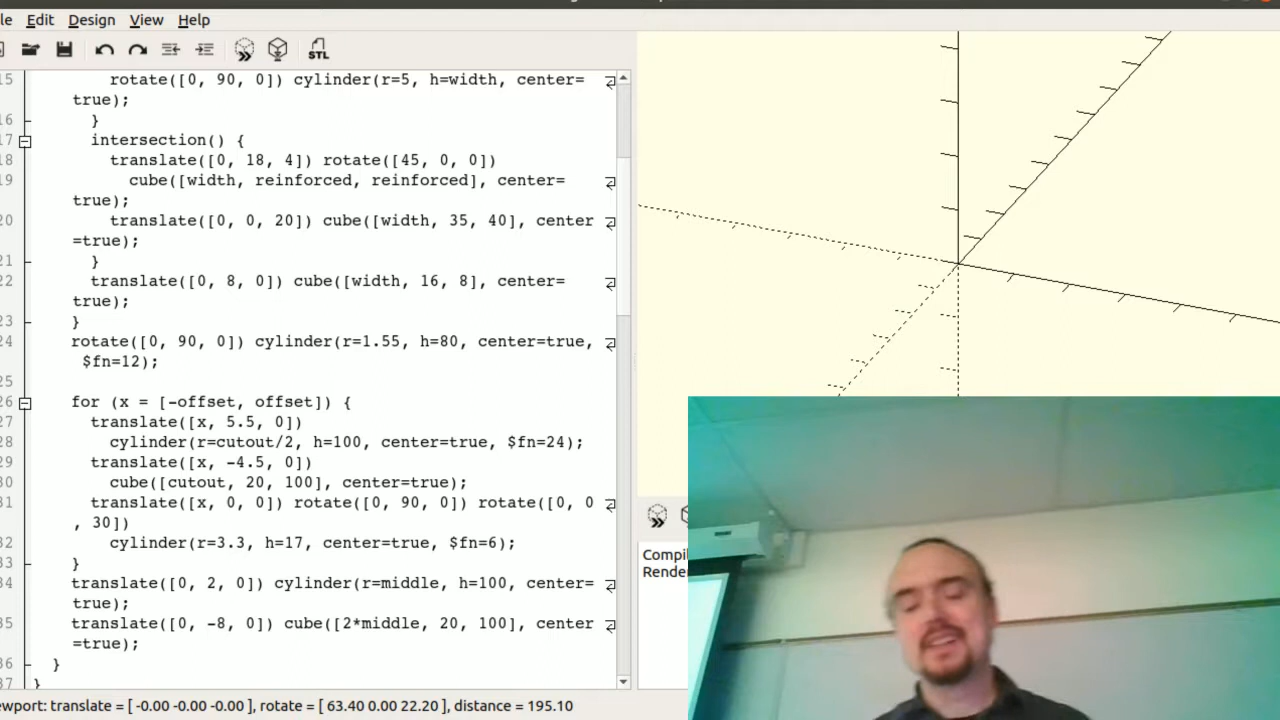 le Edit Design View Help
STL
15 rotate([0, 90, 0]) cylinder(r=5, h=width, center=
true);
16 }
17 intersection() {
18 translate([0, 18, 4]) rotate([45, 0, 0])
19 cube([width, reinforced, reinforced], center=
true);
20 translate([0, 0, 20]) cube([width, 35, 40], center
=true);
21 }
22 translate([0, 8, 0]) cube([width, 16, 8], center=
true);
23 }
24 rotate([0, 90, 0]) cylinder(r=1.55, h=80, center=true,
$fn=12);
25
26 for (x = [-offset, offset]) {
27 translate([x, 5.5, 0])
28 cylinder(r=cutout/2, h=100, center=true, $fn=24);
29 translate([x, -4.5, 0])
30 cube([cutout, 20, 100], center=true);
31 translate([x, 0, 0]) rotate([0, 90, 0]) rotate([0, 0
, 30])
32 cylinder(r=3.3, h=17, center=true, $fn=6);
33 }
34 translate([0, 2, 0]) cylinder(r=middle, h=100, center=
true);
35 translate([0, -8, 0]) cube([2*middle, 20, 100], center
=true);
36 }
37 }
Compil
Render
ewport: translate = [ -0.00 -0.00 -0.00 ], rotate = [ 63.40 0.00 22.20 ], distance = 195.10